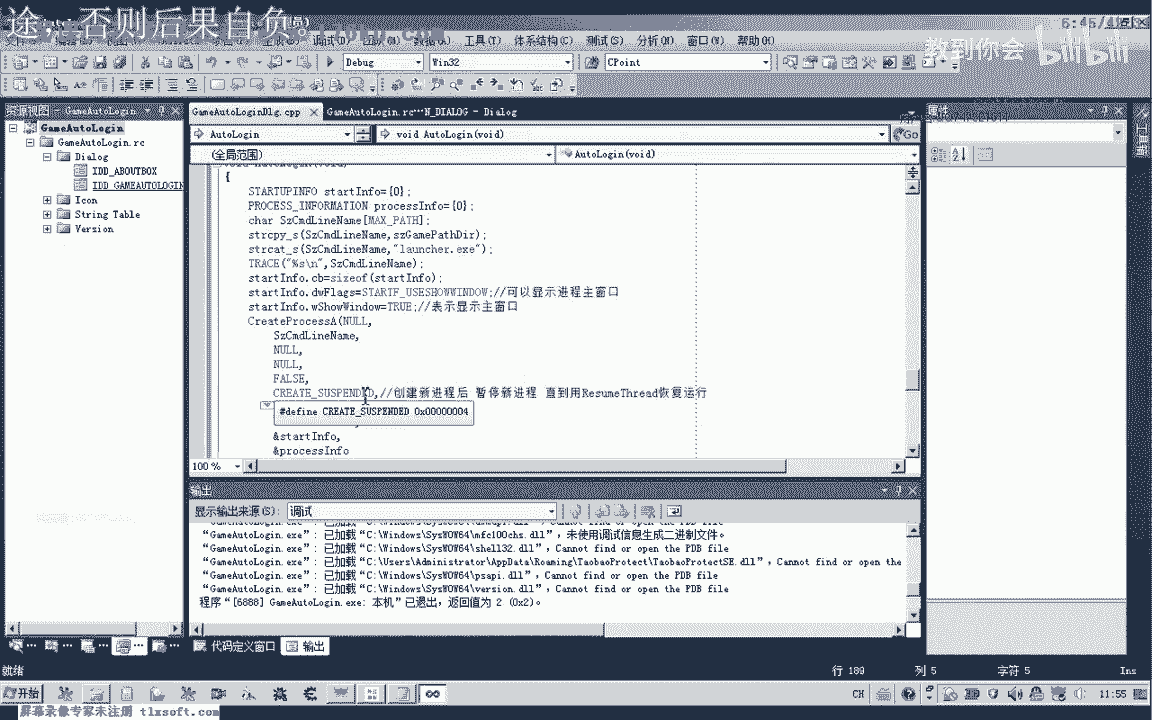 途，否则后果自负。
教到你会 bilibili
工具(T) 体系结构(C) 测试(S) 分析(N) 窗口(W) 帮助(H)
Debug Win32 CPoint
资源视图 - GameAutoLogin
GameAutoLoginDlg.cpp GameAutoLogin.rc…N_DIALOG - Dialog
属性
AutoLogin void AutoLogin(void) Go
(全局范围) AutoLogin(void)
GameAutoLogin
GameAutoLogin.rc
Dialog
IDD_ABOUTBOX
IDD_GAMEAUTOLOGIN
Icon
String Table
Version
{
STARTUPINFO startInfo={0};
PROCESS_INFORMATION processInfo={0};
char SzCmdLineName[MAX_PATH];
strcpy_s(SzCmdLineName,szGamePathDir);
strcat_s(SzCmdLineName,"launcher.exe");
TRACE("%s\n",SzCmdLineName);
startInfo.cb=sizeof(startInfo);
startInfo.dwFlags=STARTF_USESHOWWINDOW;//可以显示进程主窗口
startInfo.wShowWindow=TRUE;//表示显示主窗口
CreateProcessA(NULL,
SzCmdLineName,
NULL,
NULL,
FALSE,
CREATE_SUSPENDED,//创建新进程后 暂停新进程 直到用ResumeThread恢复运行
#define CREATE_SUSPENDED 0x00000004
&startInfo,
&processInfo
100 %
输出
显示输出来源(S): 调试
“GameAutoLogin.exe”: 已加载“C:\Windows\SysWOW64\mfc100chs.dll”，未使用调试信息生成二进制文件。
“GameAutoLogin.exe”: 已加载“C:\Windows\SysWOW64\shell32.dll”，Cannot find or open the PDB file
“GameAutoLogin.exe”: 已加载“C:\Users\Administrator\AppData\Roaming\TaobaoProtect\TaobaoProtectSE.dll”，Cannot find or open the
“GameAutoLogin.exe”: 已加载“C:\Windows\SysWOW64\psapi.dll”，Cannot find or open the PDB file
“GameAutoLogin.exe”: 已加载“C:\Windows\SysWOW64\version.dll”，Cannot find or open the PDB file
程序“[6868] GameAutoLogin.exe: 本机”已退出，返回值为 2 (0x2)。
代码定义窗口 输出
就绪 行 189 列 5 字符 5 Ins
开始 CH 11:55
屏幕录像专家未注册 tlxsoft.com